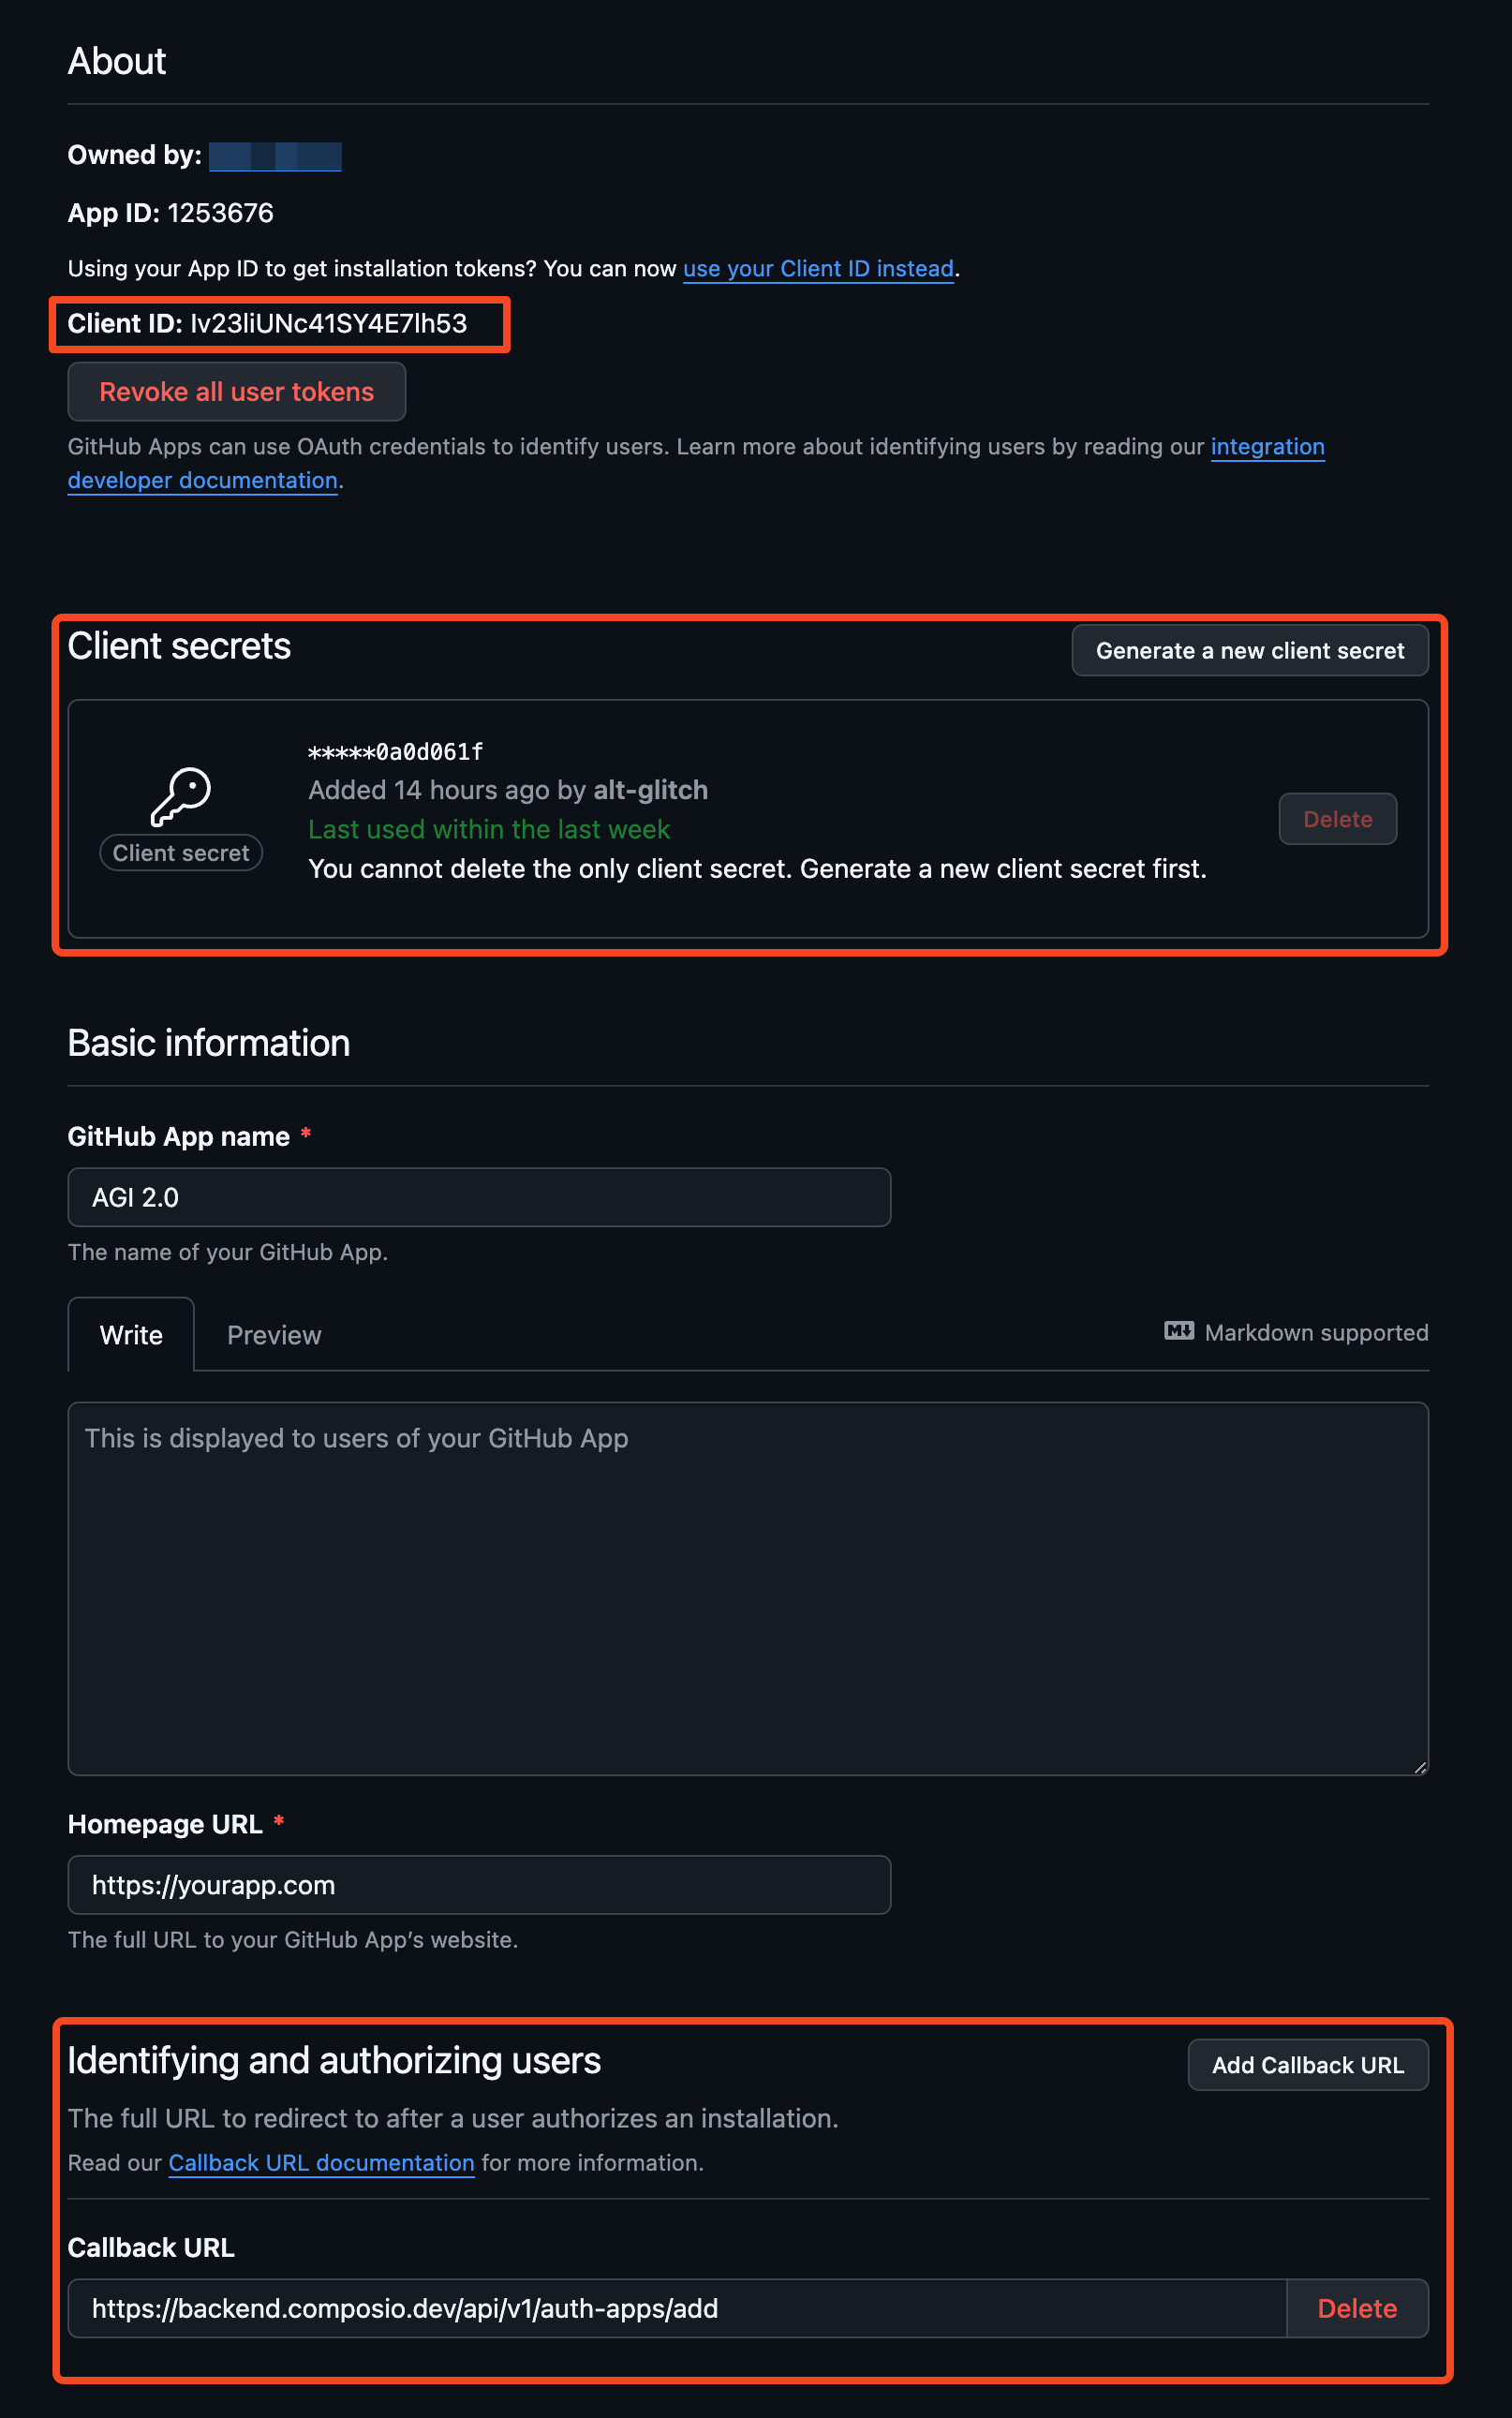 About
Owned by:
App ID: 1253676
Using your App ID to get installation tokens? You can now use your Client ID instead.
Client ID: Iv23liUNc41SY4E7lh53
Revoke all user tokens
GitHub Apps can use OAuth credentials to identify users. Learn more about identifying users by reading our integration
developer documentation.
Client secrets
Generate a new client secret
*****0a0d061f
Added 14 hours ago by alt-glitch
Last used within the last week
You cannot delete the only client secret. Generate a new client secret first.
Client secret
Delete
Basic information
GitHub App name *
AGI 2.0
The name of your GitHub App.
Write
Preview
Markdown supported
This is displayed to users of your GitHub App
Homepage URL *
https://yourapp.com
The full URL to your GitHub App’s website.
Identifying and authorizing users
Add Callback URL
The full URL to redirect to after a user authorizes an installation.
Read our Callback URL documentation for more information.
Callback URL
https://backend.composio.dev/api/v1/auth-apps/add
Delete